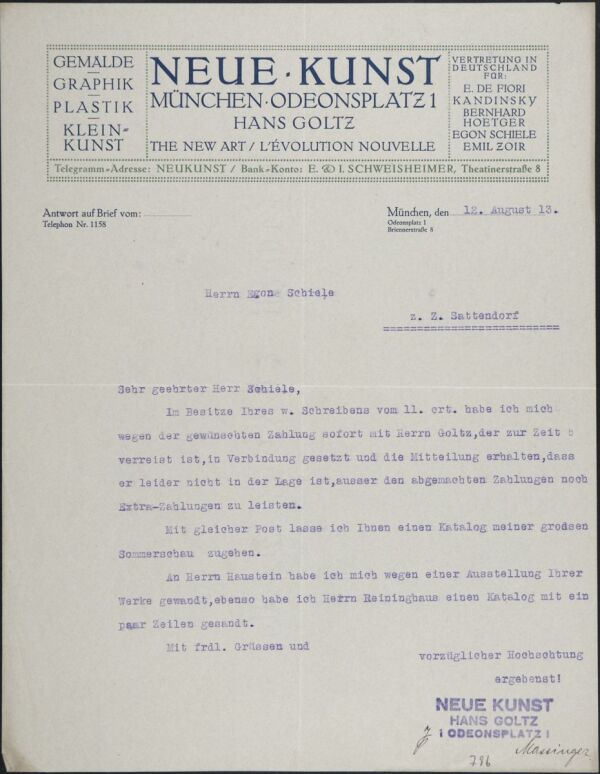 GEMÄLDE
GRAPHIK
PLASTIK
KLEIN=
KUNST
NEUE · KUNST
MÜNCHEN · ODEONSPLATZ 1
HANS GOLTZ
THE NEW ART / L'ÉVOLUTION NOUVELLE
VERTRETUNG IN
DEUTSCHLAND
FÜR:
E. DE FIORI
KANDINSKY
BERNHARD
HOETGER
EGON SCHIELE
EMIL ZOIR
Telegramm=Adresse: NEUKUNST / Bank=Konto: E. & I. SCHWEISHEIMER, Theatinerstraße 8
Antwort auf Brief vom:
Telephon Nr. 1158
München, den 12. August 13.
Odeonsplatz 1
Briennerstraße 8
Herrn Egon Schiele
z. Z. Sattendorf
Sehr geehrter Herr Schiele,
Im Besitze Ihres w. Schreibens vom 11. crt. habe ich mich
wegen der gewünschten Zahlung sofort mit Herrn Goltz,der zur Zeit
verreist ist,in Verbindung gesetzt und die Mitteilung erhalten,dass
er leider nicht in der Lage ist,ausser den abgemachten Zahlungen noch
Extra-Zahlungen zu leisten.
Mit gleicher Post lasse ich Ihnen einen Katalog meiner grossen
Sommerschau zugehen.
An Herrn Haustein habe ich mich wegen einer Ausstellung Ihrer
Werke gewandt,ebenso habe ich Herrn Reininghaus einen Katalog mit ein
paar Zeilen gesandt.
Mit frdl. Grüssen und
vorzüglicher Hochschtung
ergebenst!
NEUE KUNST
HANS GOLTZ
1 ODEONSPLATZ 1
Massinger
796